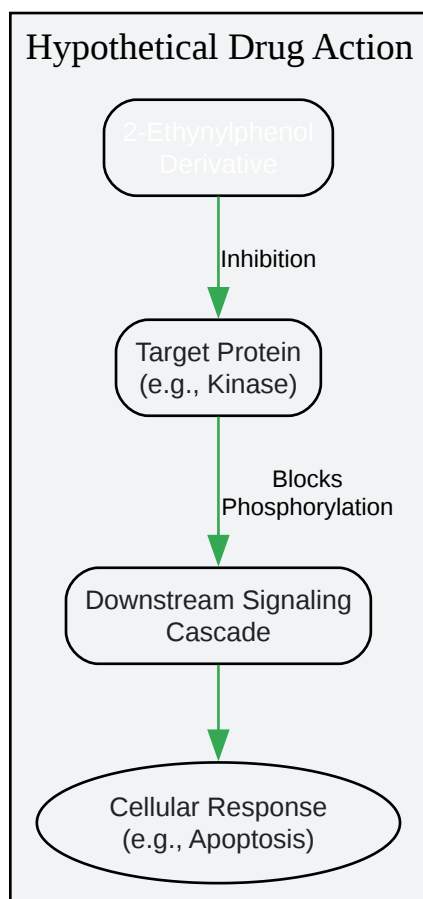 Hypothetical Drug Action
2-Ethynylphenol
Derivative
Inhibition
Target Protein
(e.g., Kinase)
Blocks
Phosphorylation
Downstream Signaling
Cascade
Cellular Response
(e.g., Apoptosis)